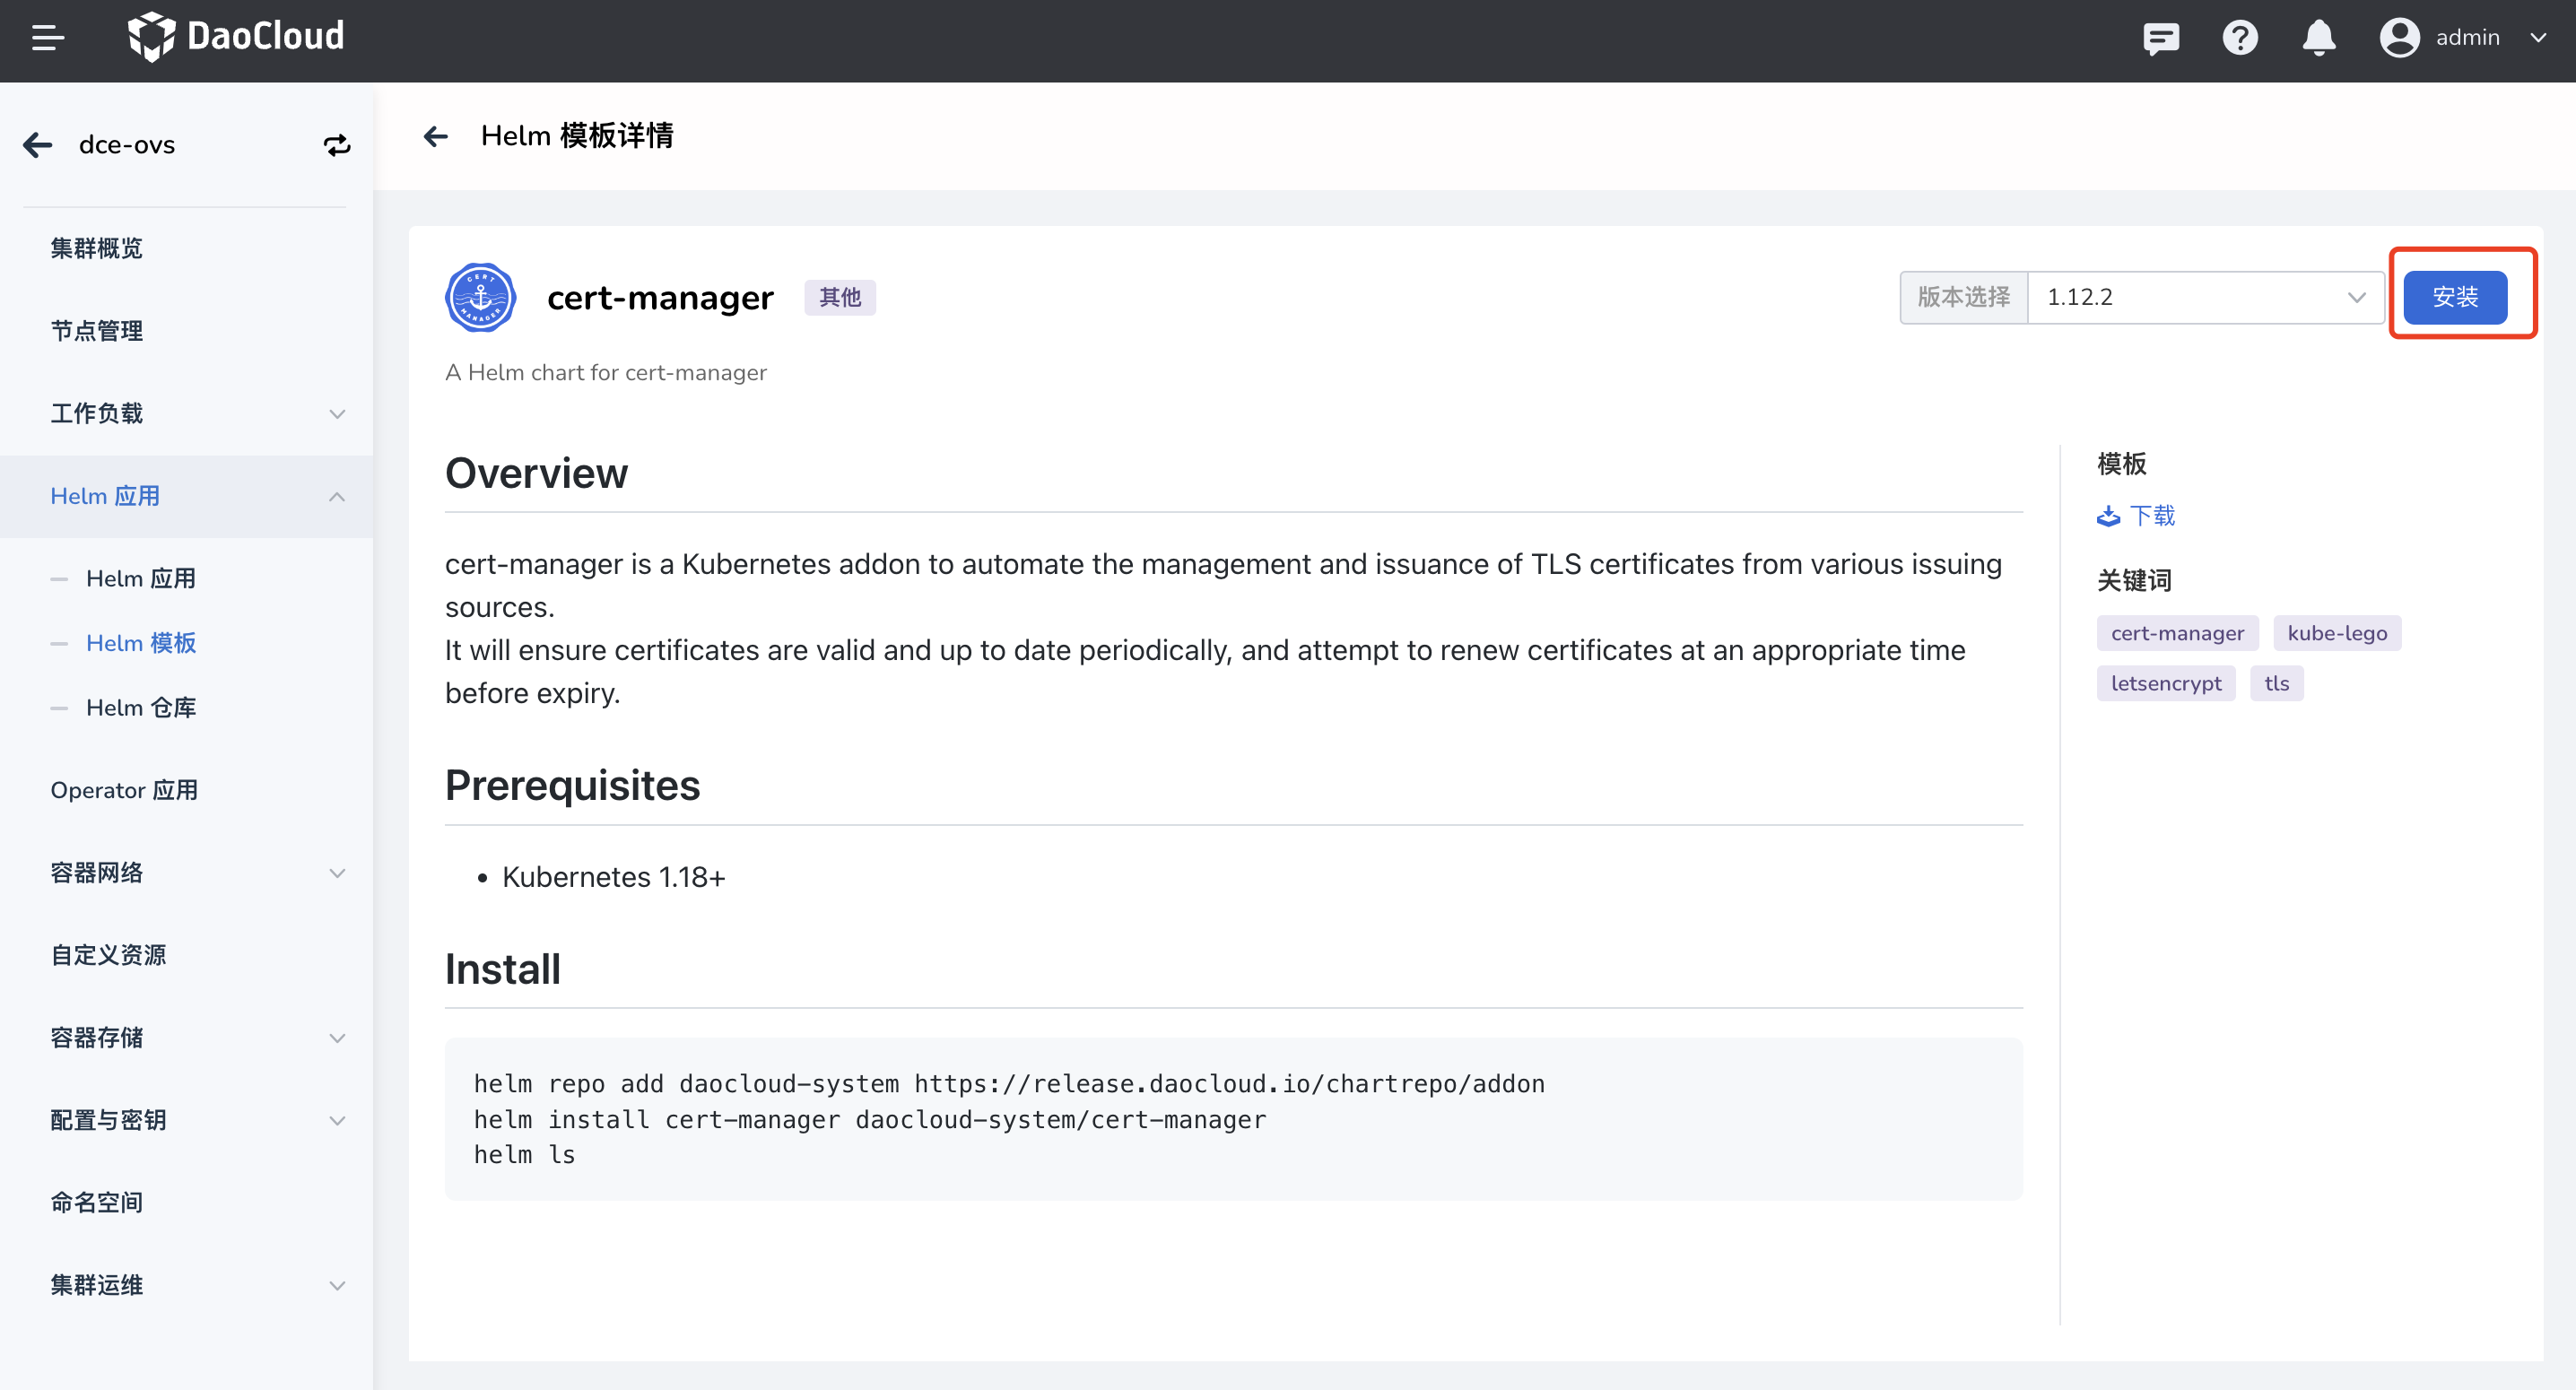 DaoCloud
admin
dce-ovs
集群概览
节点管理
工作负载
Helm 应用
Helm 应用
Helm 模板
Helm 仓库
Operator 应用
容器网络
自定义资源
容器存储
配置与密钥
命名空间
集群运维
Helm 模板详情
CERT
MANAGER
cert-manager
其他
版本选择
1.12.2
安装
A Helm chart for cert-manager
Overview
cert-manager is a Kubernetes addon to automate the management and issuance of TLS certificates from various issuing
sources.
It will ensure certificates are valid and up to date periodically, and attempt to renew certificates at an appropriate time
before expiry.
Prerequisites
• Kubernetes 1.18+
Install
helm repo add daocloud-system https://release.daocloud.io/chartrepo/addon
helm install cert-manager daocloud-system/cert-manager
helm ls
模板
下载
关键词
cert-manager kube-lego
letsencrypt tls